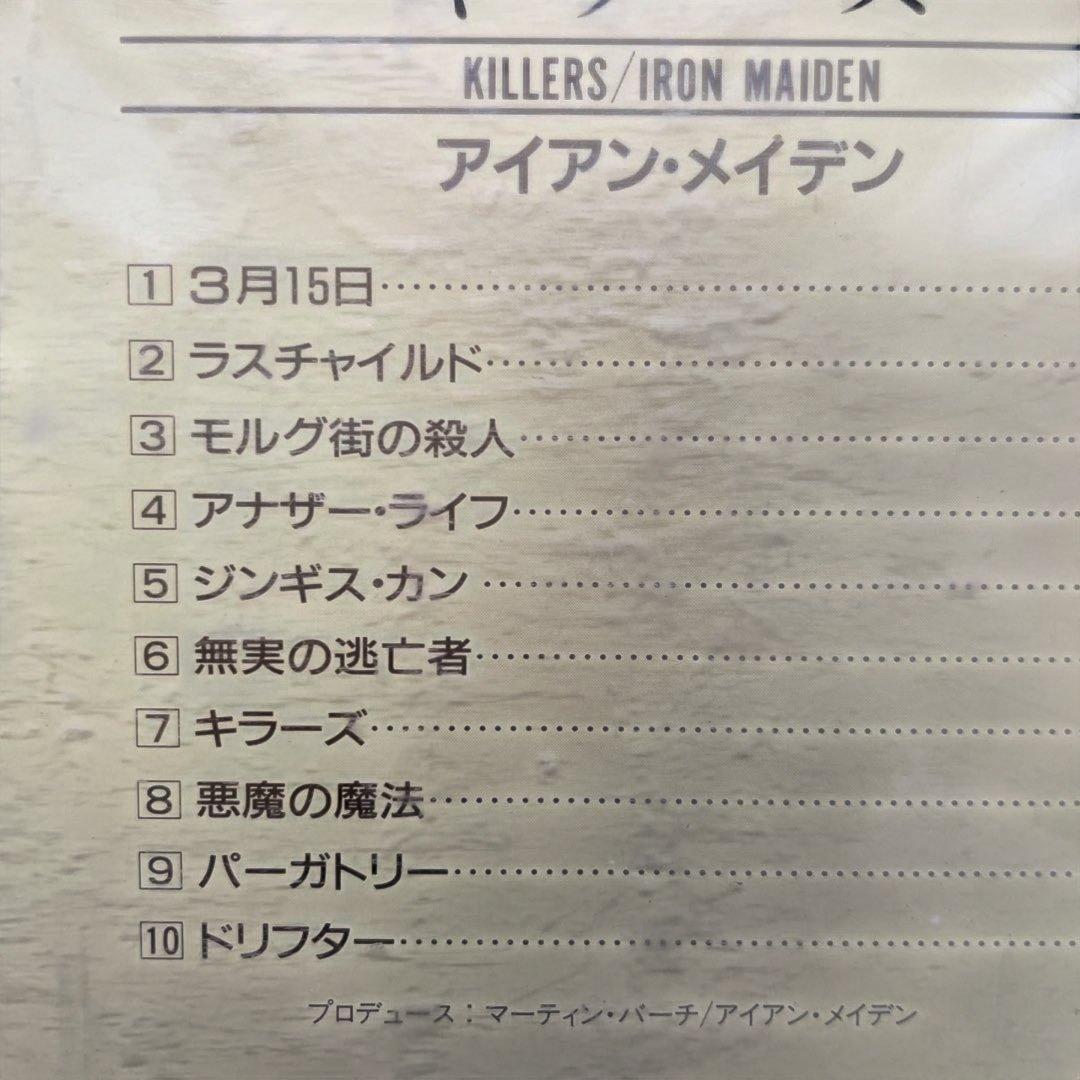 KILLERS/IRON MAIDEN
アイアン・メイデン
1 3月15日
2 ラスチャイルド
3 モルグ街の殺人
4 アナザー・ライフ
5 ジンギス・カン
6 無実の逃亡者
7 キラーズ
8 悪魔の魔法
9 パーガトリー
10 ドリフター
プロデュース：マーティン・バーチ/アイアン・メイデン